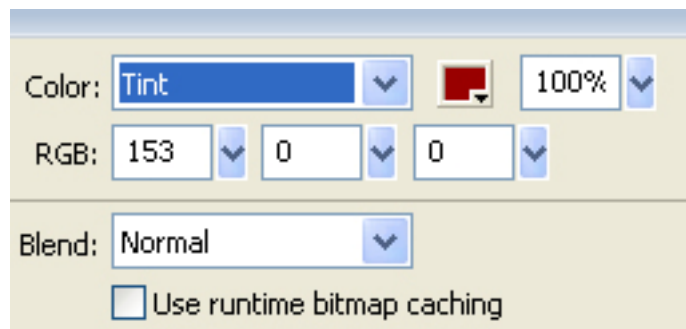 Color: Tint 100%
RGB: 153 0 0
Blend: Normal
Use runtime bitmap caching